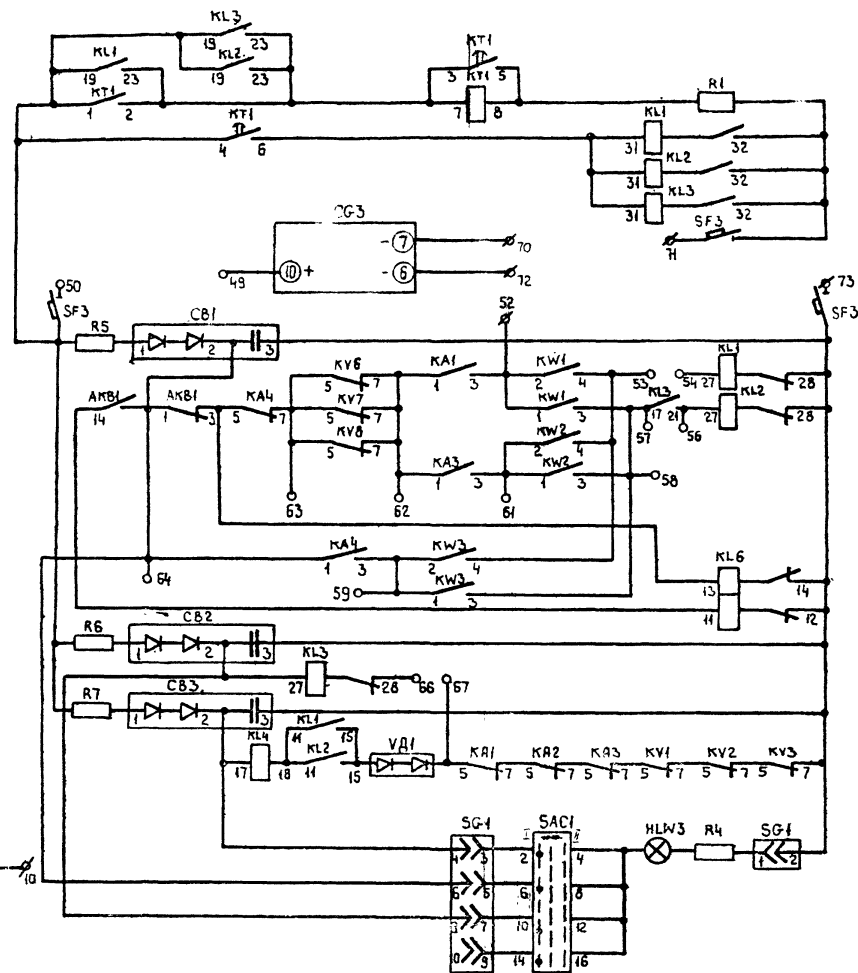 KL3
19 23
KL1 KL2
19 23 19 23
KT1
3 5
KT1 KT1
1 2 7 8
R1
KT1
4 6
KL1
31 32
KL2
31 32
KL3
31 32
SF3
71
- 7 70
49 10 + - 6 72
50 52 73
SF3 SF3
R5 CB1
1 2 3
KV6 KA1 KW1 KL1
5 7 1 3 2 4 53 54 27 28
AKB1 AKB1 KA4 KV7 KW1 KL3 KL2
14 1 3 5 7 5 7 1 3 17 21 27 28
57 56
KV8 KW2
5 7 2 4
KA3 KW2
1 3 1 3 58
63 62 61
KA4 KW3 KL6
1 3 2 4 13 14
64
59 KW3
1 3
11 12
R6 CB2
1 2 3
KL3
27 28 66 67
R7 CB3
1 2 3
KL1
11 15
KL4 KL2 VД1 KA1 KA2 KA3 KV1 KV2 KV3
17 18 11 15 5 7 5 7 5 7 5 7 5 7 5 7
SG1 SAC1 HLW3 R4 SG1
I II
4 3 2 4 1 2
10
6 5 6 8
7 10 12
10 9 14 16